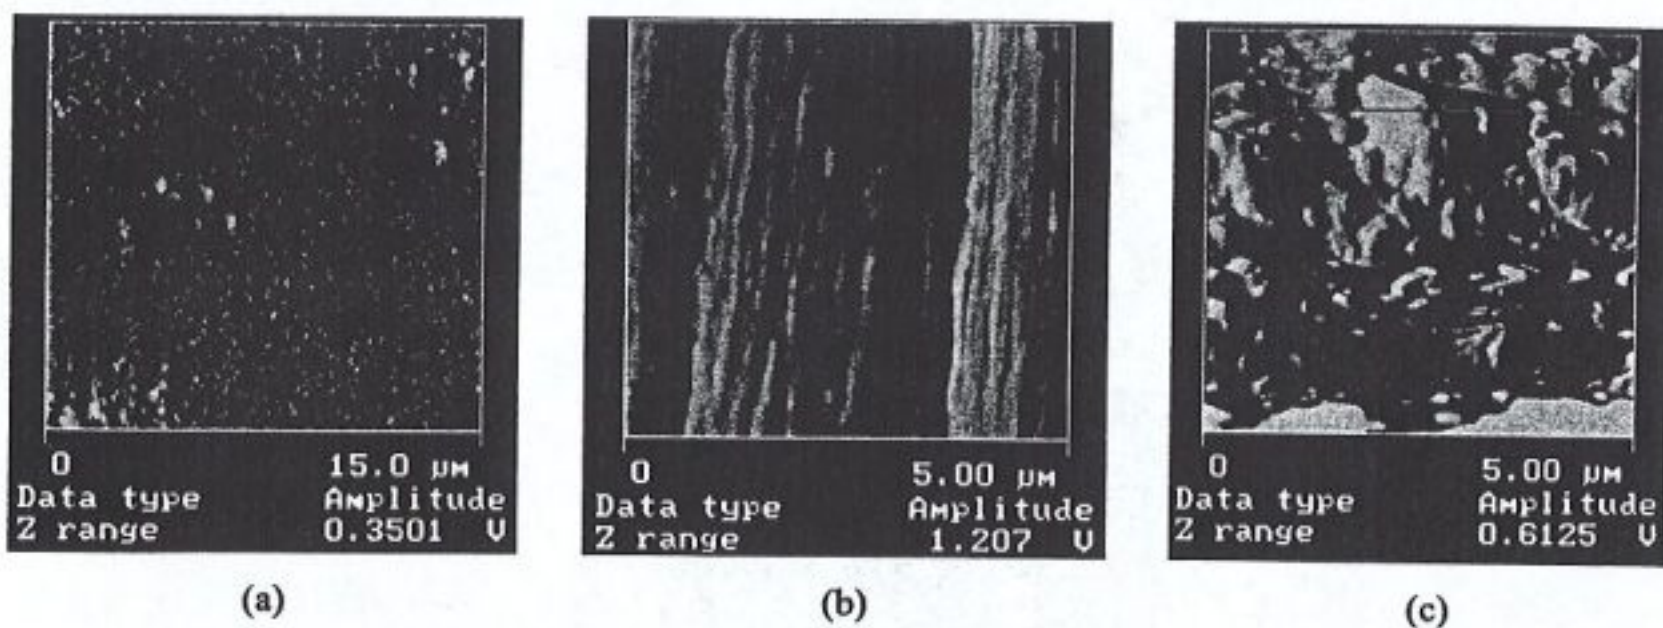 0 15.0 µm
Data type Amplitude
Z range 0.3501 V
(a)
0 5.00 µm
Data type Amplitude
Z range 1.207 V
(b)
0 5.00 µm
Data type Amplitude
Z range 0.6125 V
(c)